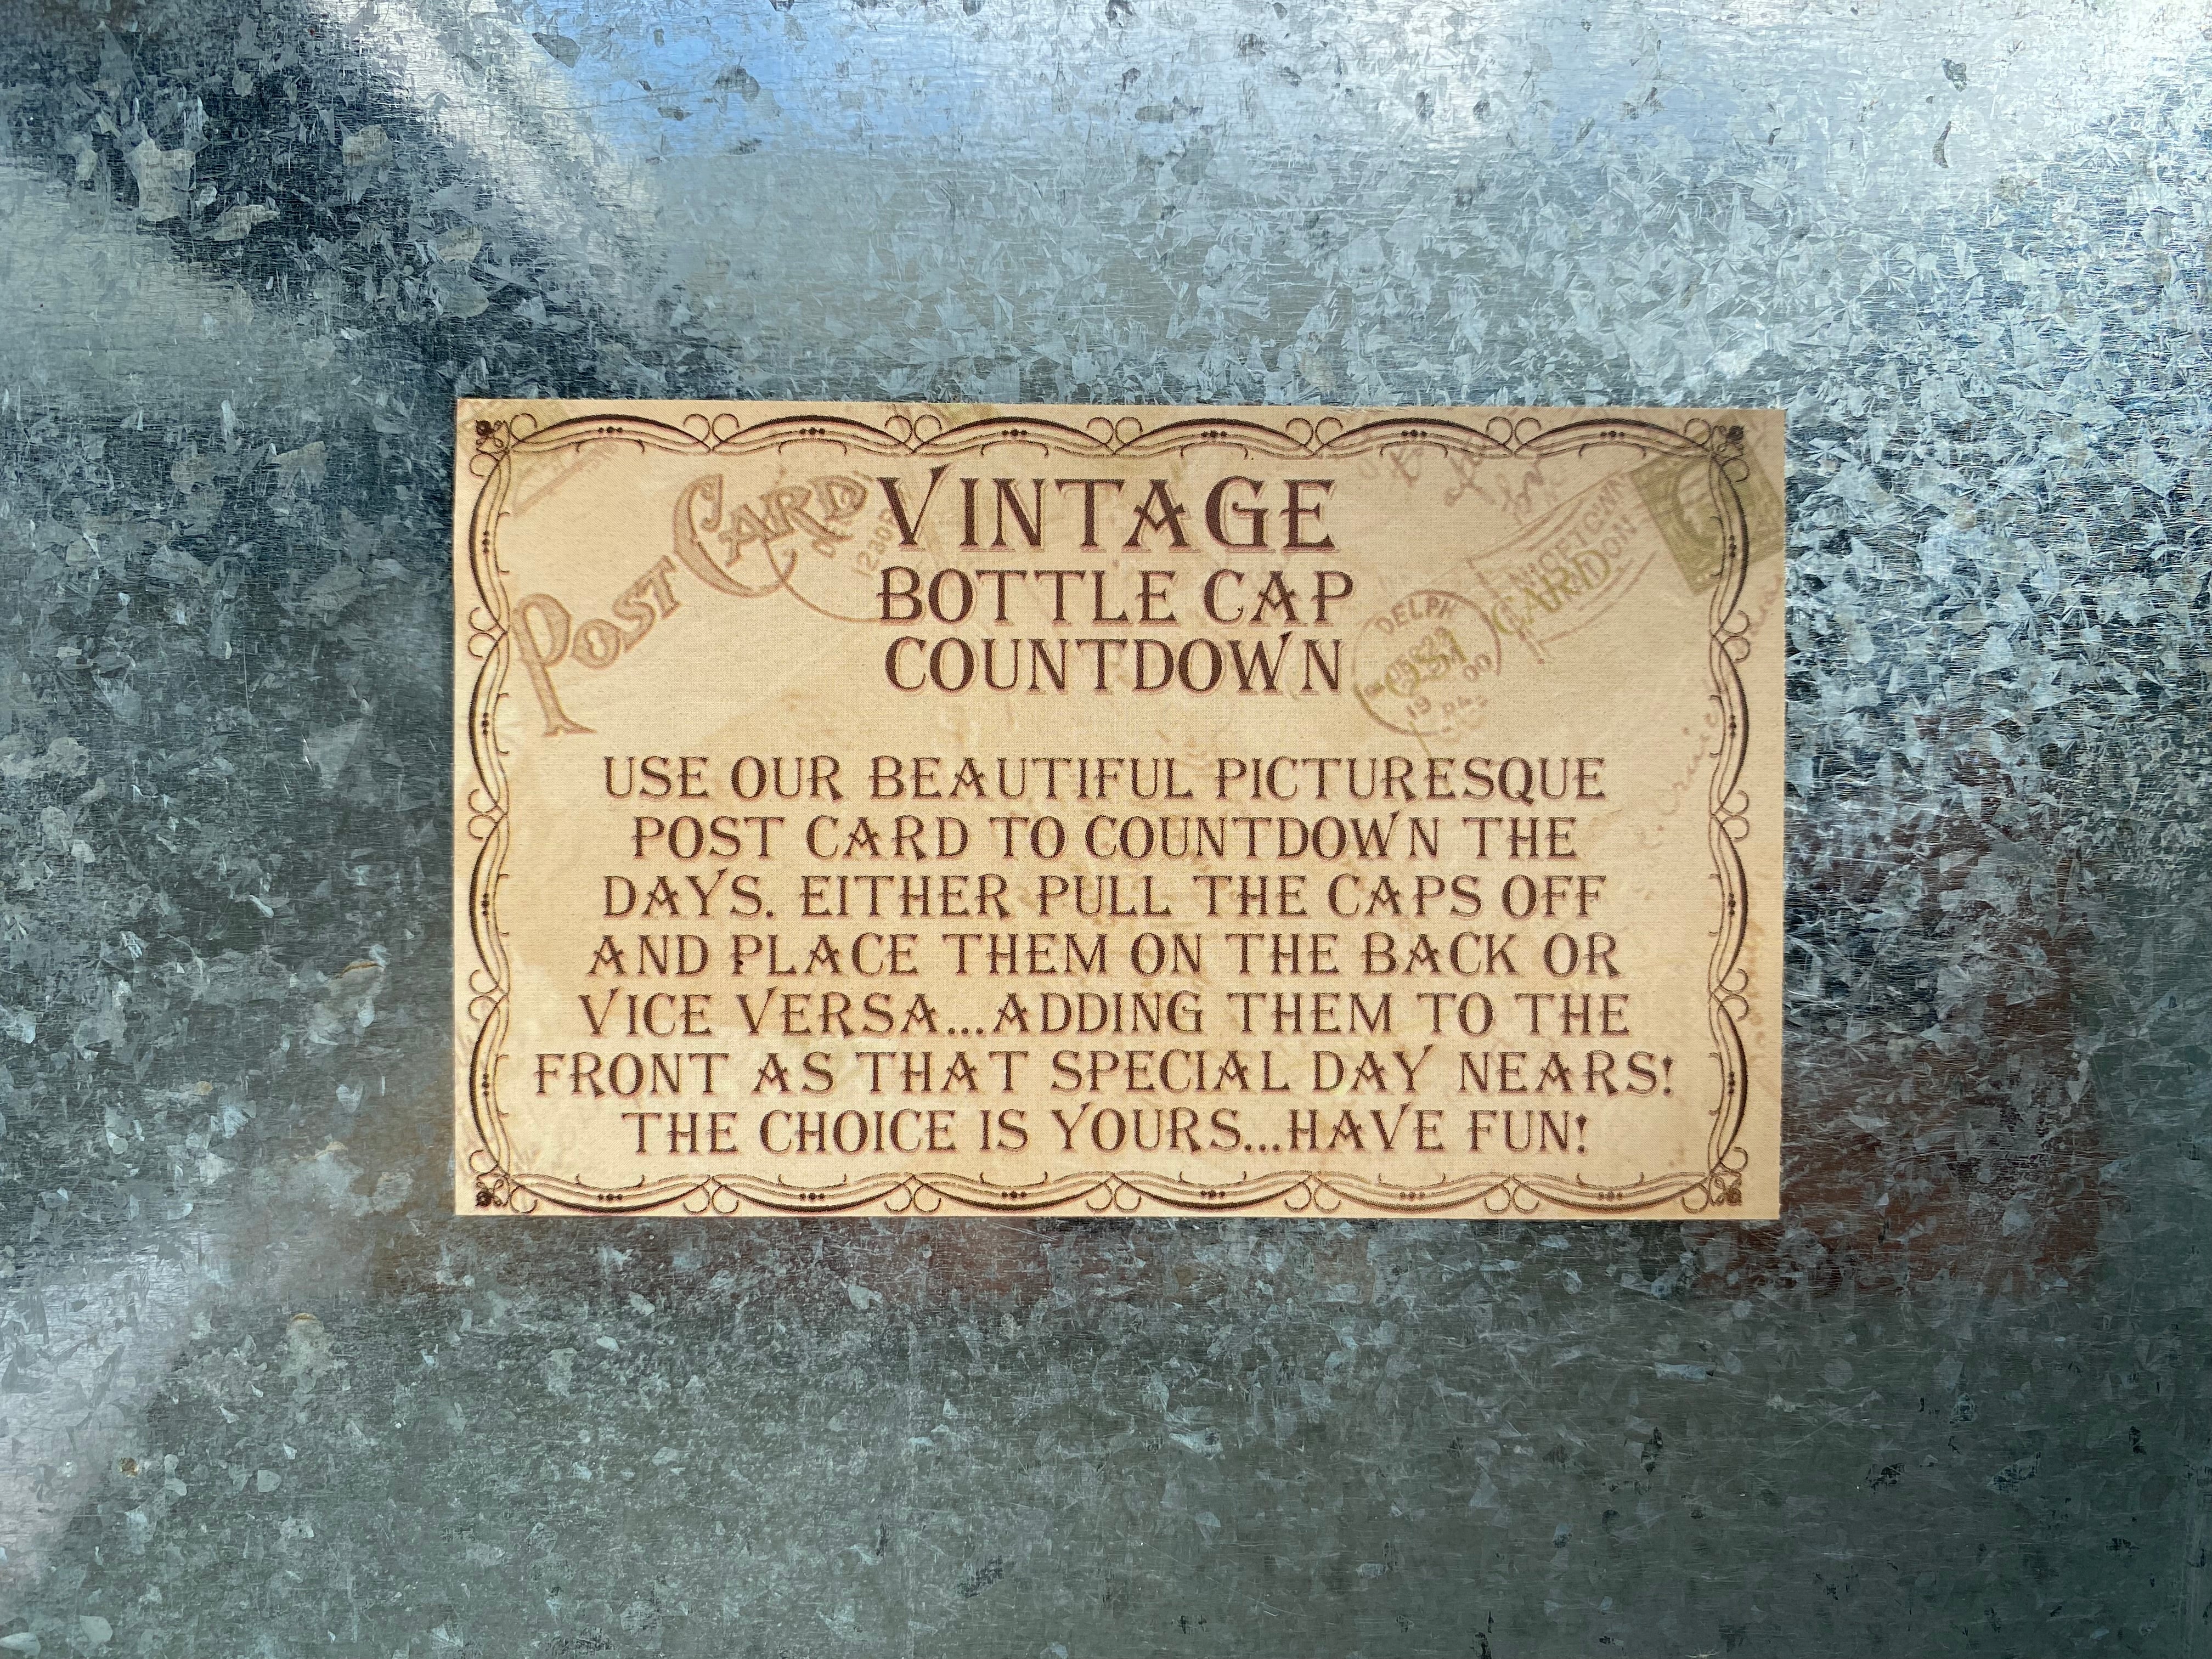 POST CARD
VINTAGE
BOTTLE CAP
COUNTDOWN
NICETOWN
DELPH
USE OUR BEAUTIFUL PICTURESQUE
POST CARD TO COUNTDOWN THE
DAYS. EITHER PULL THE CAPS OFF
AND PLACE THEM ON THE BACK OR
VICE VERSA...ADDING THEM TO THE
FRONT AS THAT SPECIAL DAY NEARS!
THE CHOICE IS YOURS...HAVE FUN!